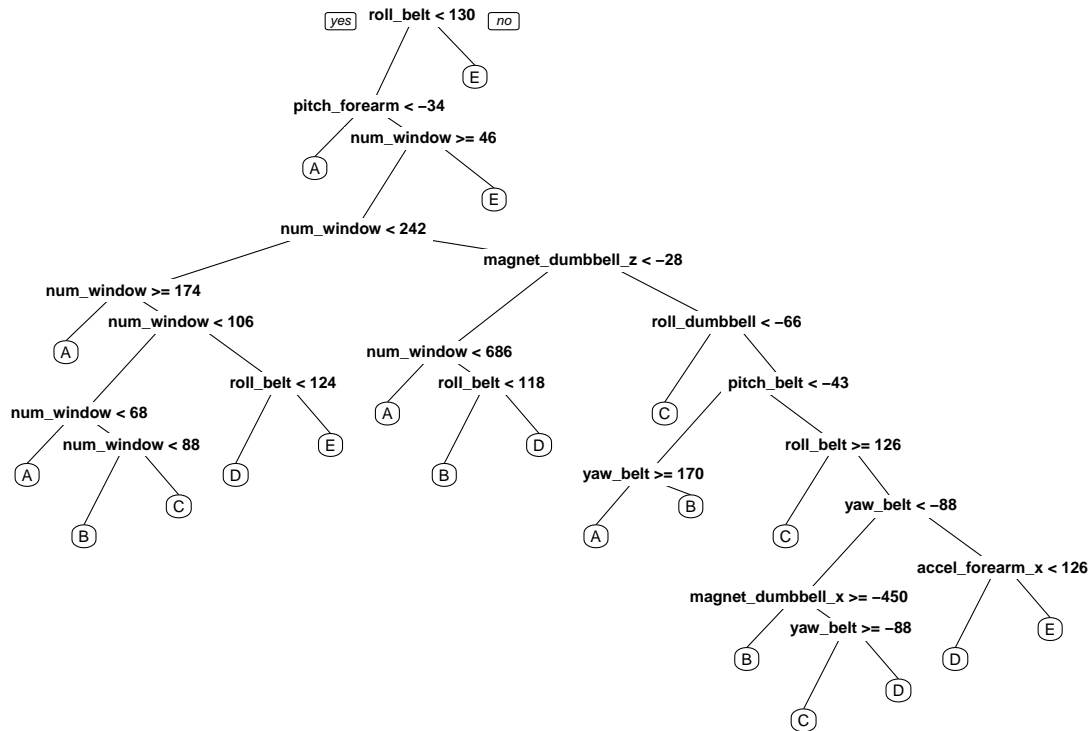 yes roll_belt < 130 no
E
pitch_forearm < −34
num_window >= 46
A
E
num_window < 242
magnet_dumbbell_z < −28
num_window >= 174
num_window < 106
roll_dumbbell < −66
A
num_window < 686
roll_belt < 124
roll_belt < 118
pitch_belt < −43
A
C
num_window < 68
num_window < 88
E
D
roll_belt >= 126
A
D
B
yaw_belt >= 170
C
B
yaw_belt < −88
B
A
C
accel_forearm_x < 126
magnet_dumbbell_x >= −450
yaw_belt >= −88
E
B
D
D
C